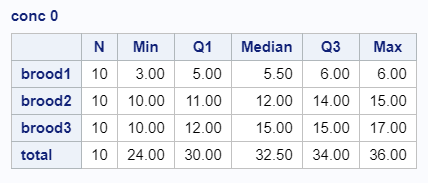 conc 0
N Min Q1 Median Q3 Max
brood1 10 3.00 5.00 5.50 6.00 6.00
brood2 10 10.00 11.00 12.00 14.00 15.00
brood3 10 10.00 12.00 15.00 15.00 17.00
total 10 24.00 30.00 32.50 34.00 36.00